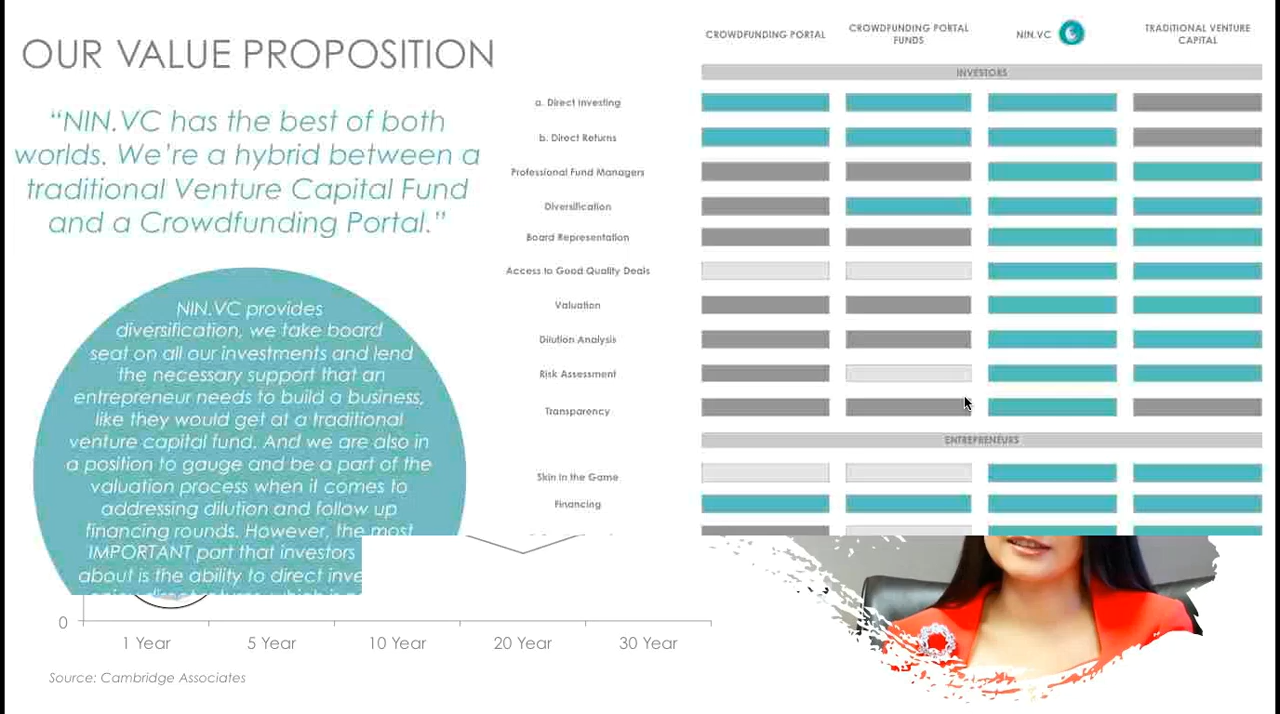 OUR VALUE PROPOSITION
“NIN.VC has the best of both
worlds. We’re a hybrid between a
traditional Venture Capital Fund
and a Crowdfunding Portal.”
NIN.VC provides
diversification, we take board
seat on all our investments and lend
the necessary support that an
entrepreneur needs to build a business,
like they would get at a traditional
venture capital fund. And we are also in
a position to gauge and be a part of the
valuation process when it comes to
addressing dilution and follow up
financing rounds. However, the most
IMPORTANT part that investors
about is the ability to direct inve
CROWDFUNDING PORTAL
CROWDFUNDING PORTAL
FUNDS
NIN.VC
TRADITIONAL VENTURE
CAPITAL
INVESTORS
a. Direct Investing
b. Direct Returns
Professional Fund Managers
Diversification
Board Representation
Access to Good Quality Deals
Valuation
Dilution Analysis
Risk Assessment
Transparency
ENTREPRENEURS
Skin in the Game
Financing
0
1 Year 5 Year 10 Year 20 Year 30 Year
Source: Cambridge Associates